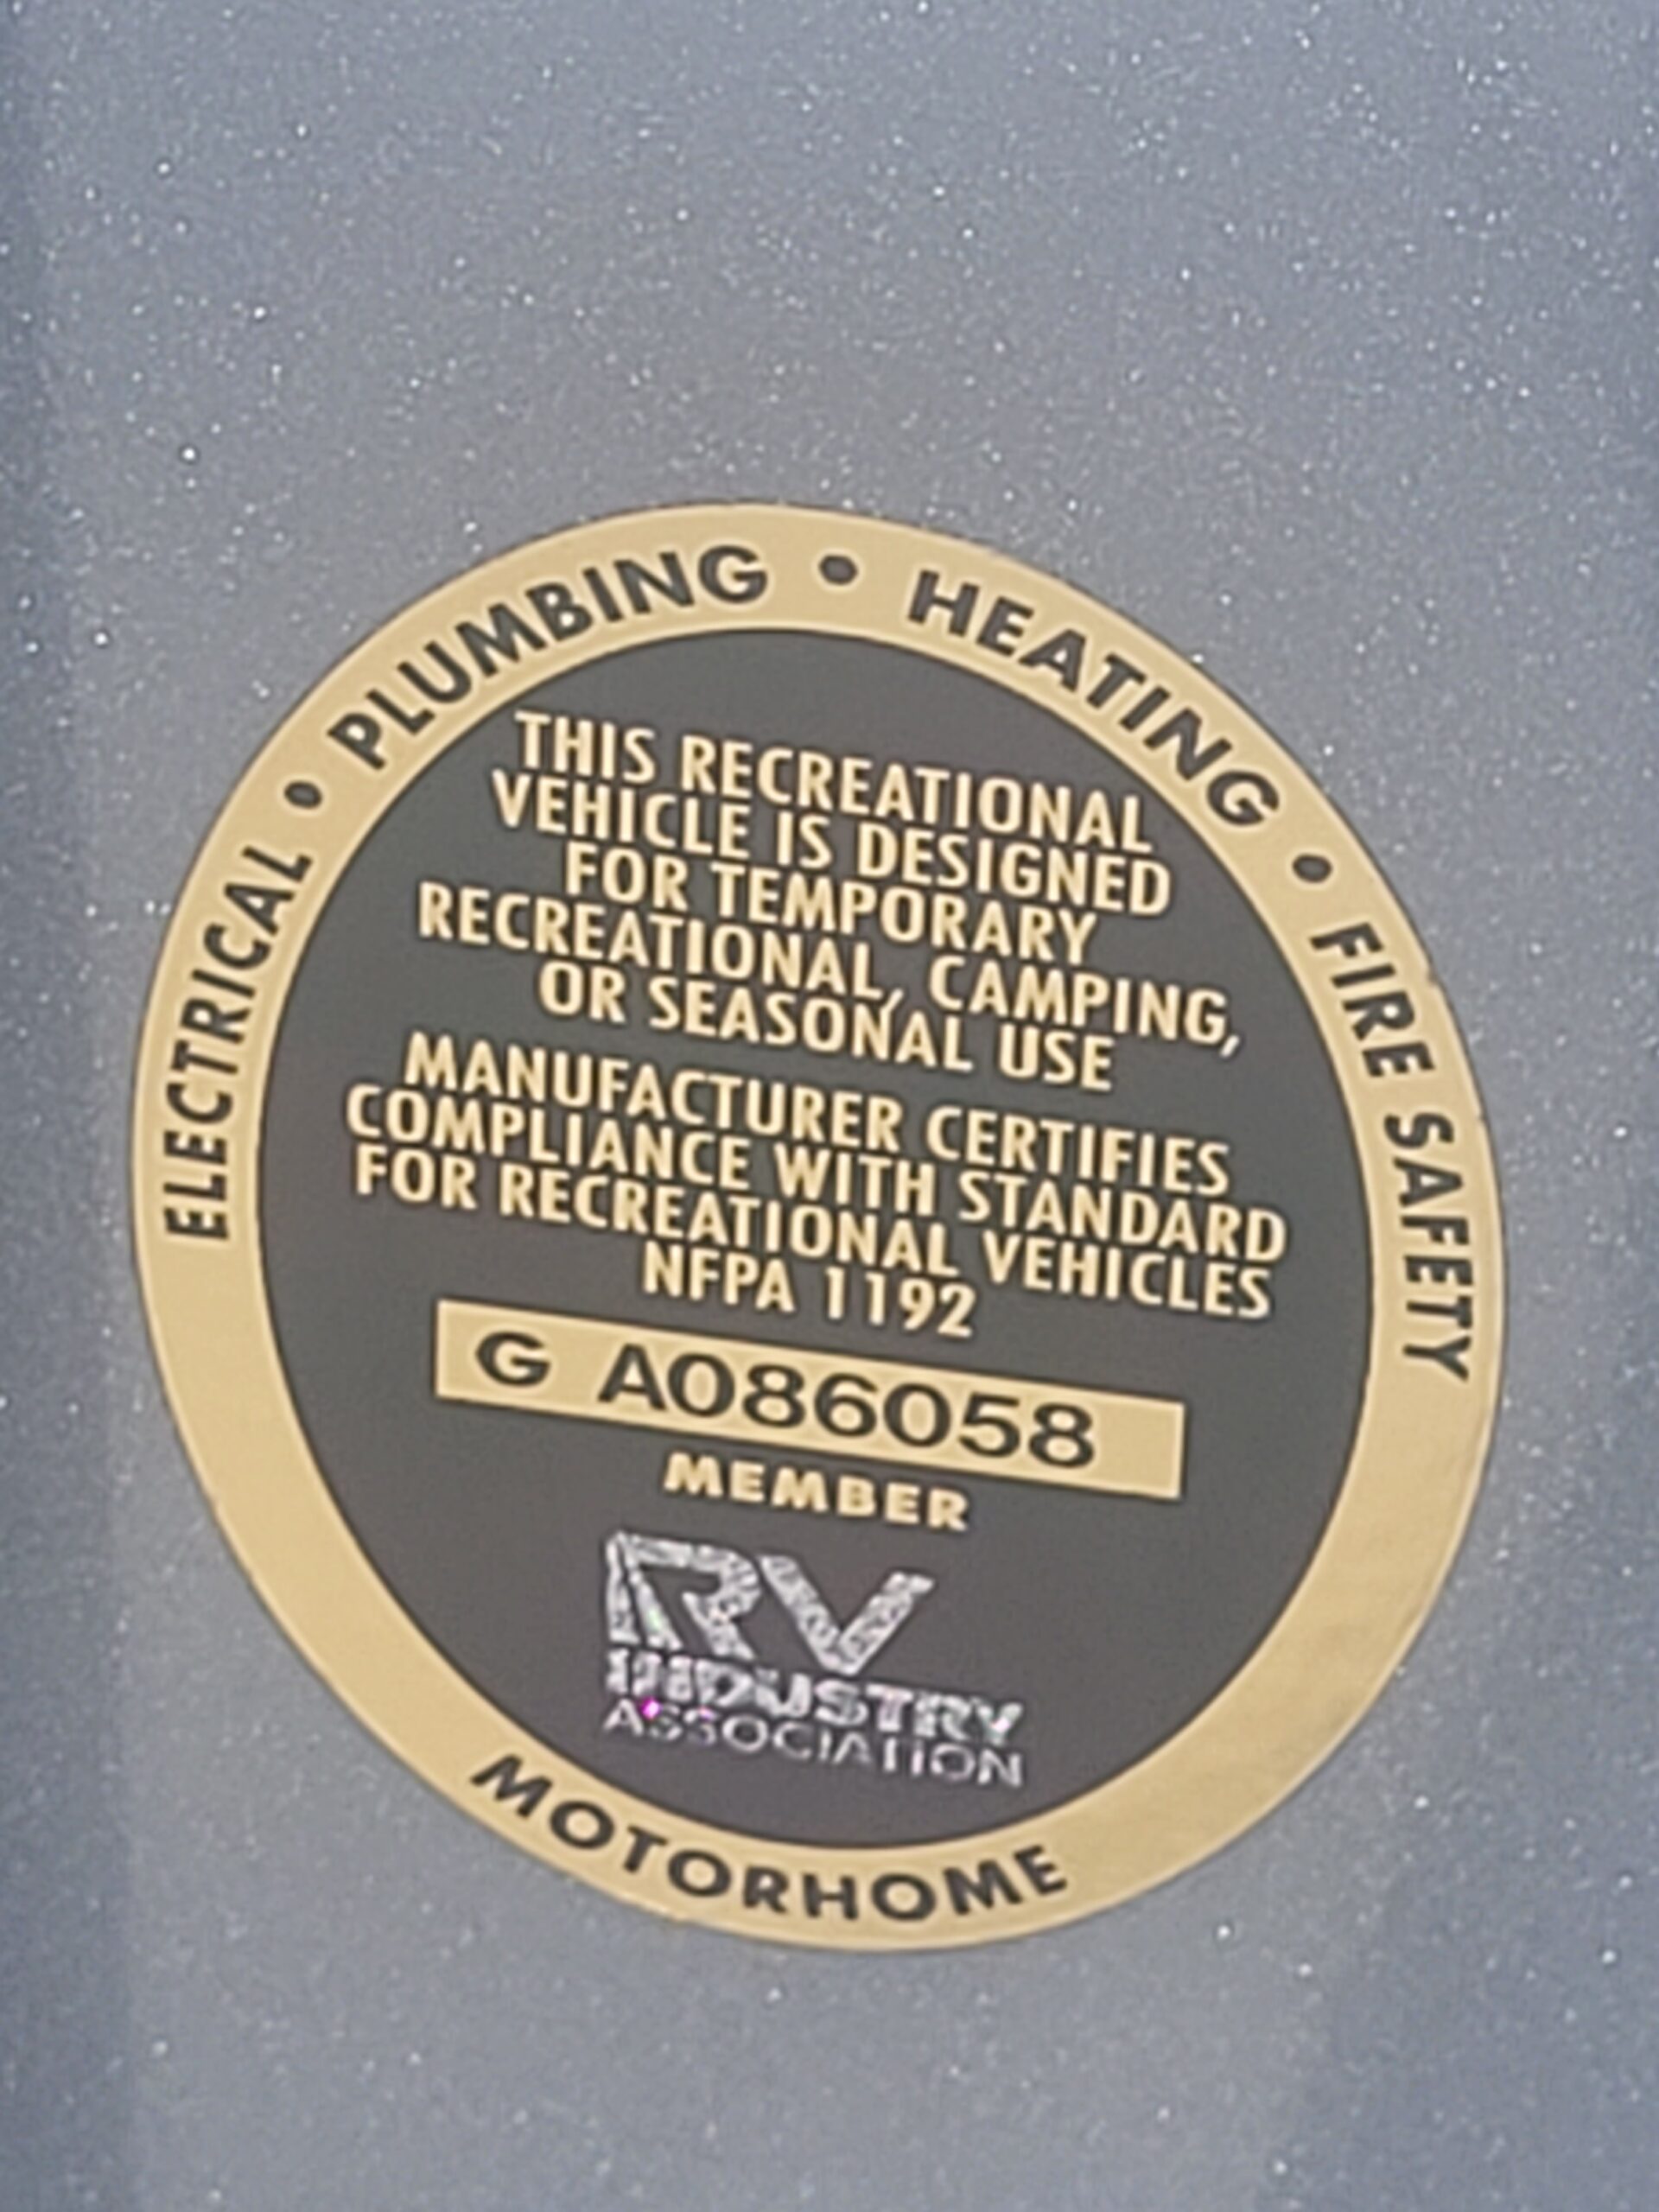 ELECTRICAL • PLUMBING • HEATING • FIRE SAFETY
THIS RECREATIONAL
VEHICLE IS DESIGNED
FOR TEMPORARY
RECREATIONAL, CAMPING,
OR SEASONAL USE
MANUFACTURER CERTIFIES
COMPLIANCE WITH STANDARD
FOR RECREATIONAL VEHICLES
NFPA 1192
G A086058
MEMBER
RV
INDUSTRY
ASSOCIATION
MOTORHOME